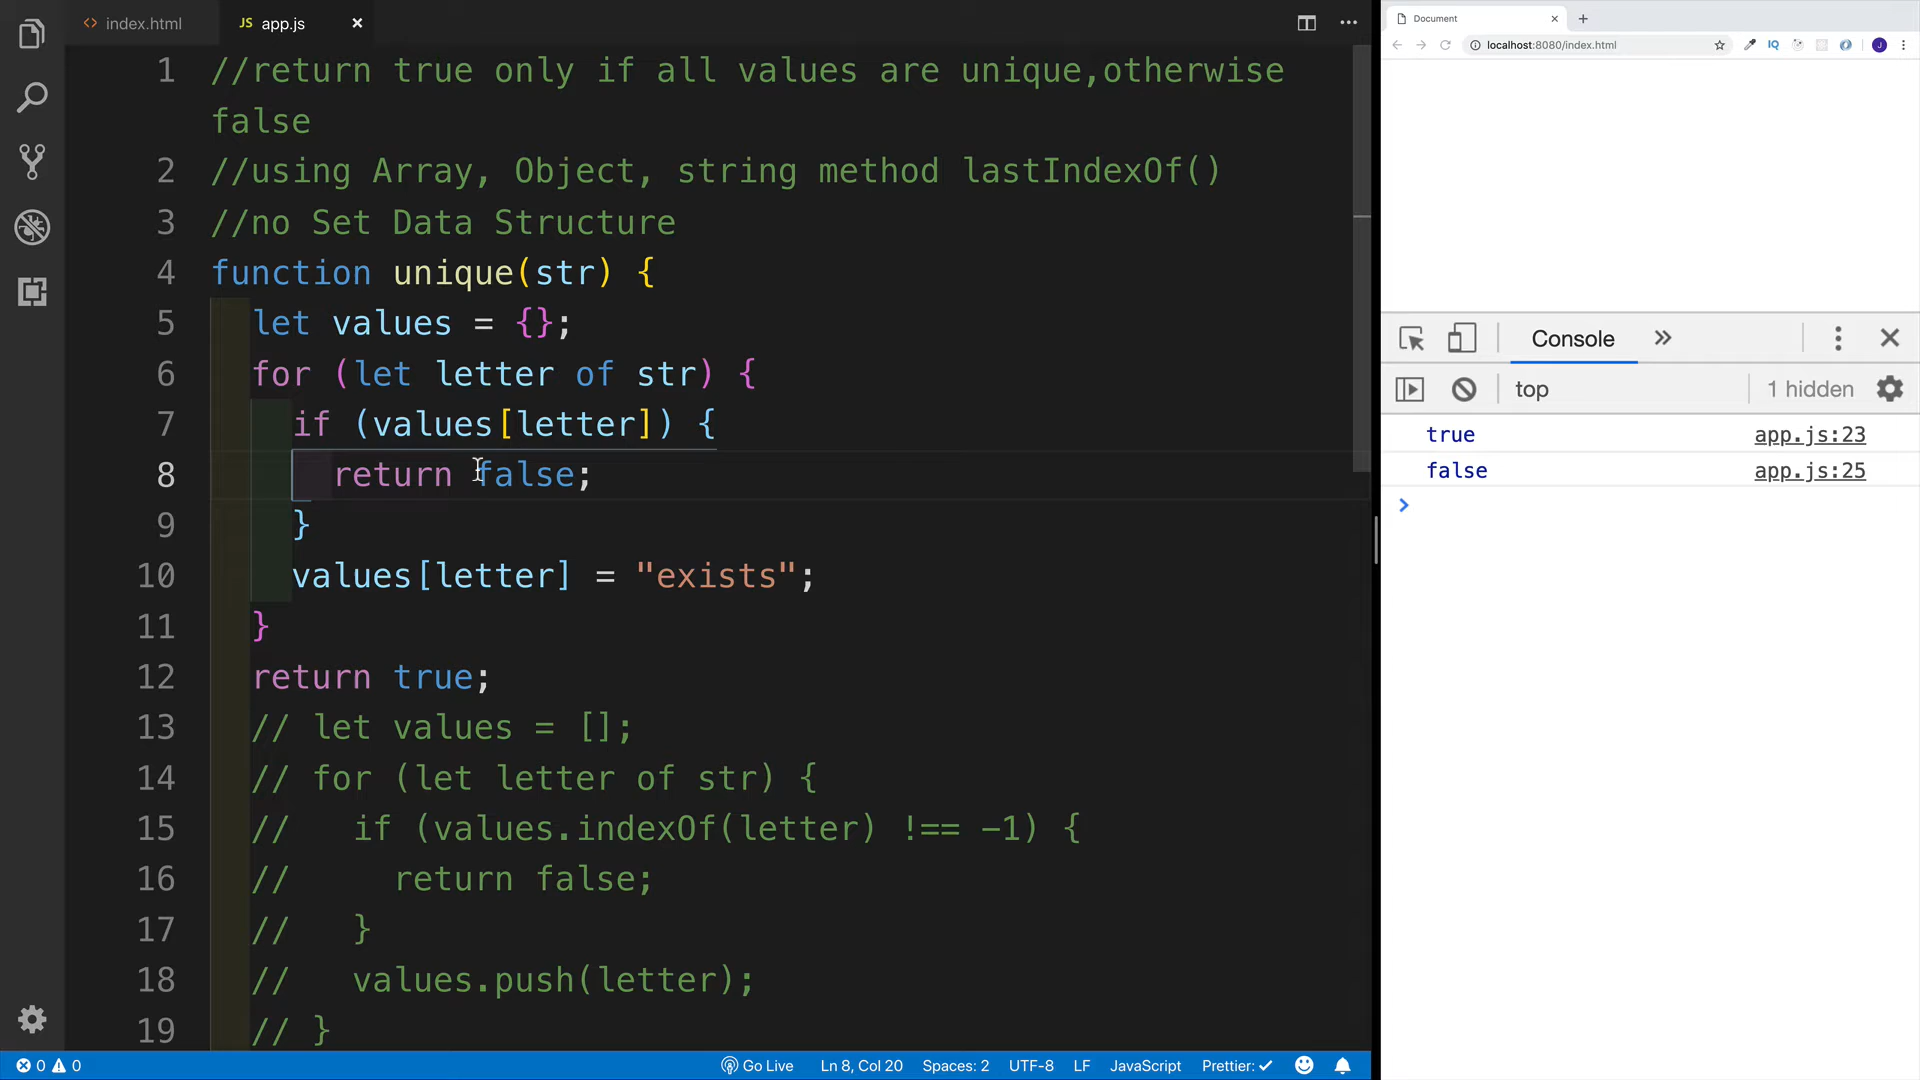 index.html
JS app.js
1 //return true only if all values are unique,otherwise
false
2 //using Array, Object, string method lastIndexOf()
3 //no Set Data Structure
4 function unique(str) {
5 let values = {};
6 for (let letter of str) {
7 if (values[letter]) {
8 return false;
9 }
10 values[letter] = "exists";
11 }
12 return true;
13 // let values = [];
14 // for (let letter of str) {
15 // if (values.indexOf(letter) !== -1) {
16 // return false;
17 // }
18 // values.push(letter);
19 // }
0 0 Go Live Ln 8, Col 20 Spaces: 2 UTF-8 LF JavaScript Prettier:
Document
localhost:8080/index.html IQ J
Console
top 1 hidden
true app.js:23
false app.js:25